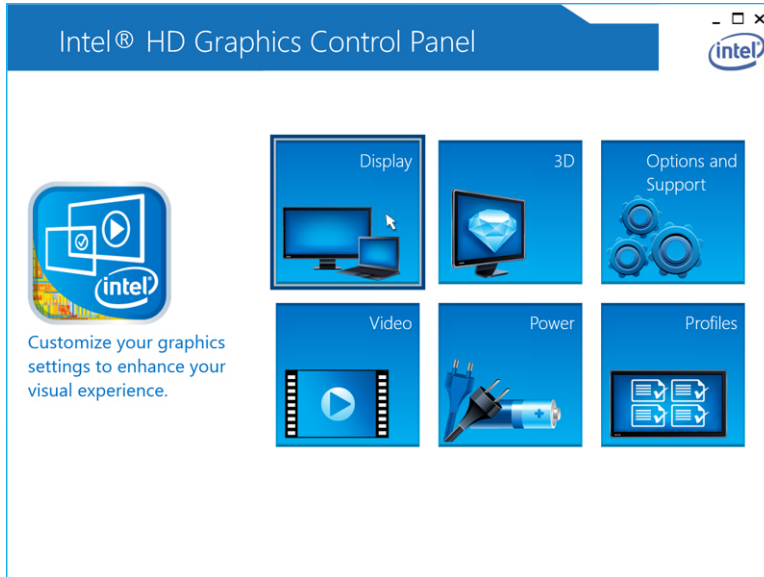 Intel® HD Graphics Control Panel
intel
Display
3D
Options and
Support
intel
Customize your graphics
settings to enhance your
visual experience.
Video
Power
Profiles